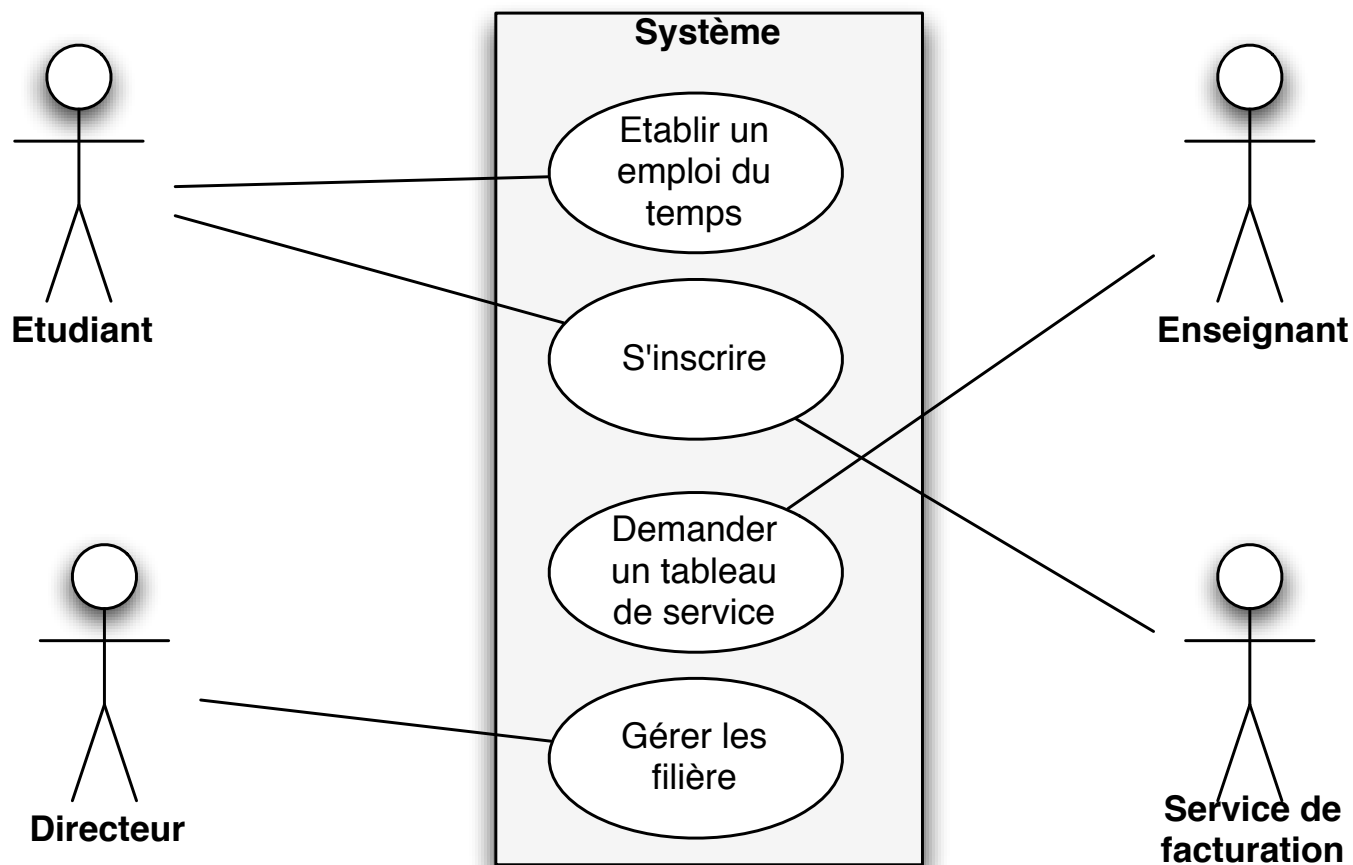 Système
Etablir un
emploi du
temps
Etudiant
S'inscrire
Enseignant
Demander
un tableau
de service
Gérer les
filière
Directeur
Service de
facturation